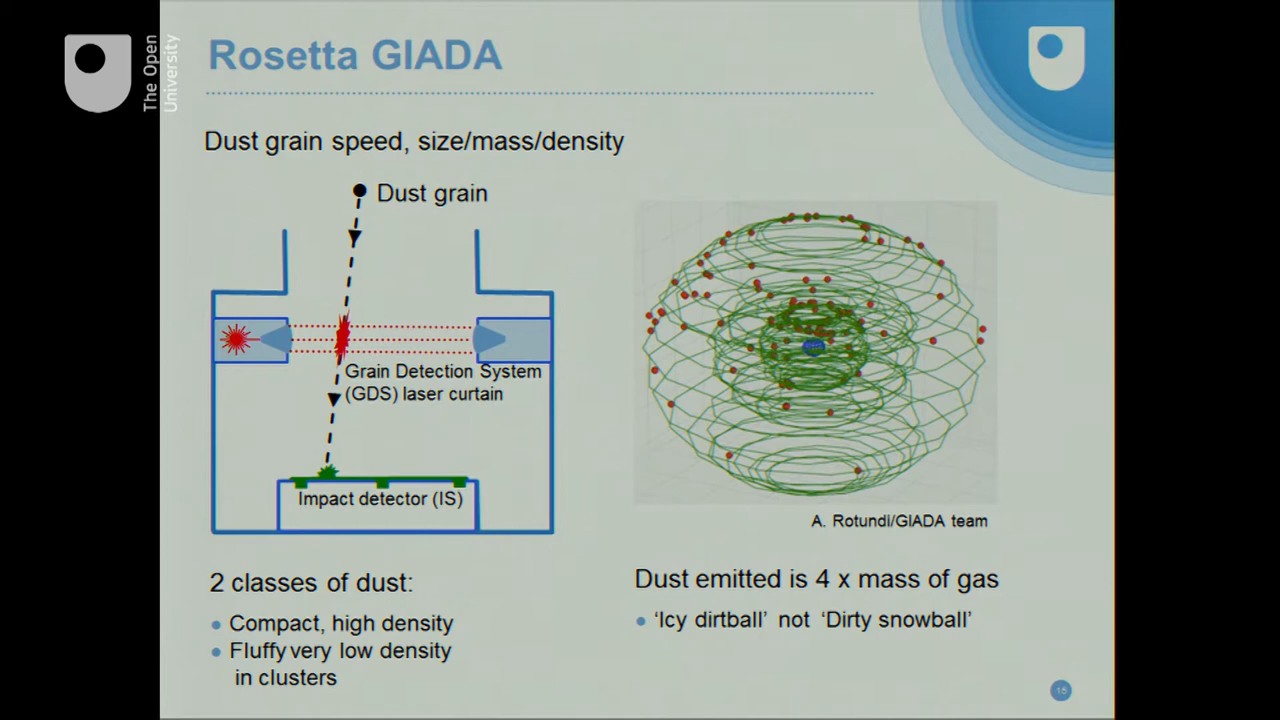 The Open
University
Rosetta GIADA
Dust grain speed, size/mass/density
Dust grain
Grain Detection System
(GDS) laser curtain
Impact detector (IS)
A. Rotundi/GIADA team
2 classes of dust:
Compact, high density
Fluffy very low density
in clusters
Dust emitted is 4 x mass of gas
‘Icy dirtball’ not ‘Dirty snowball’